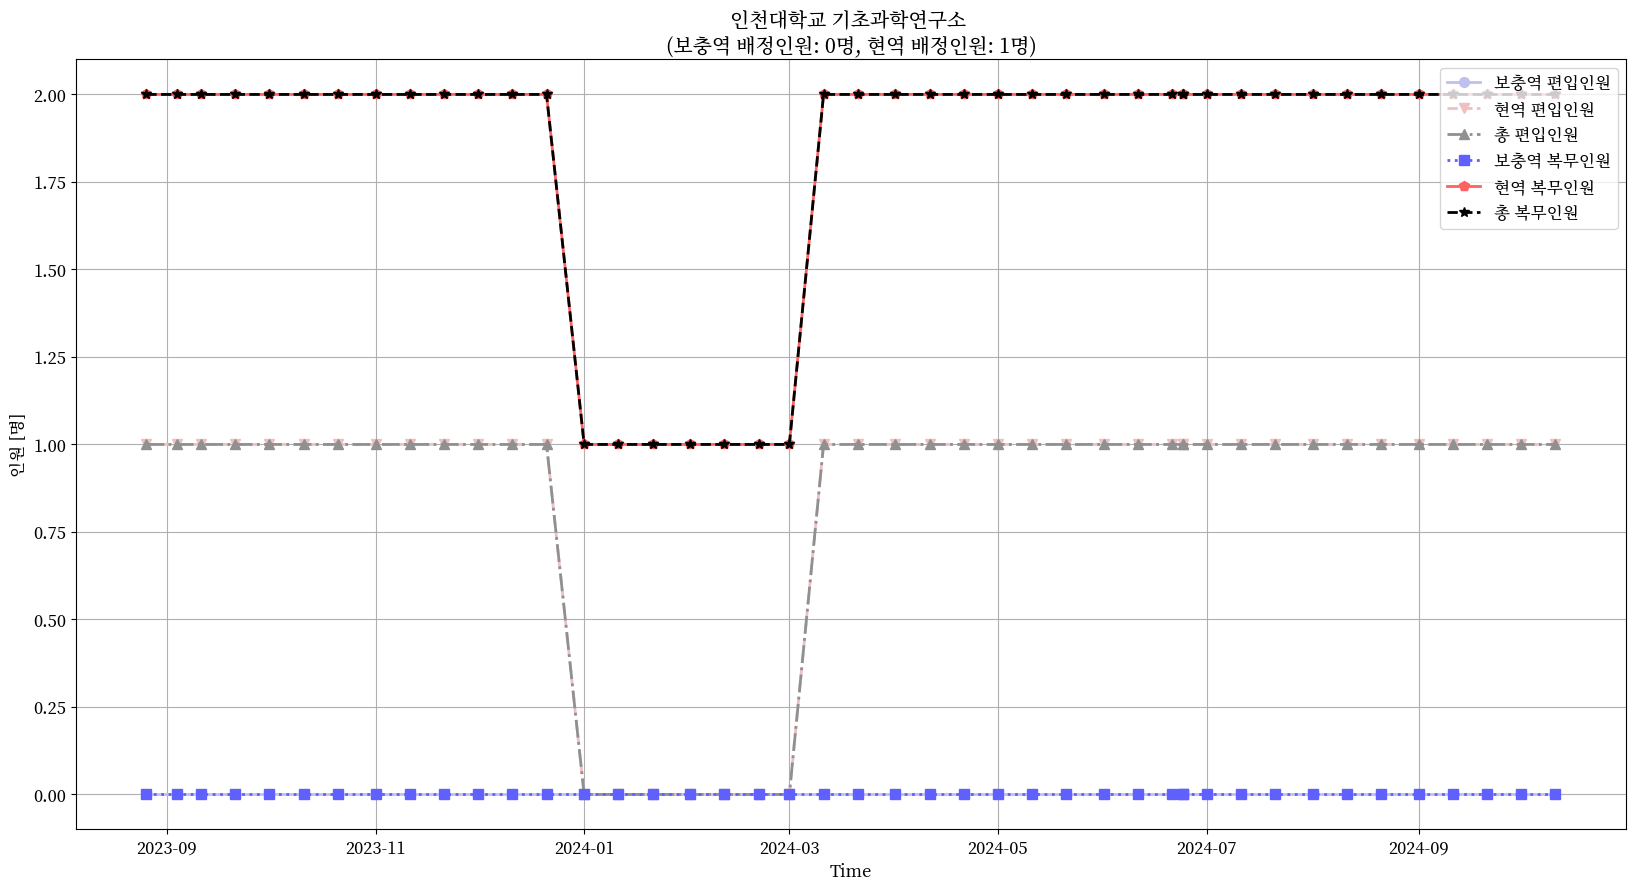 인천대학교 기초과학연구소
(보충역 배정인원: 0명, 현역 배정인원: 1명)
보충역 편입인원
현역 편입인원
총 편입인원
보충역 복무인원
현역 복무인원
총 복무인원
2.00
1.75
1.50
1.25
1.00
0.75
0.50
0.25
0.00
인원 [명]
2023-09
2023-11
2024-01
2024-03
2024-05
2024-07
2024-09
Time